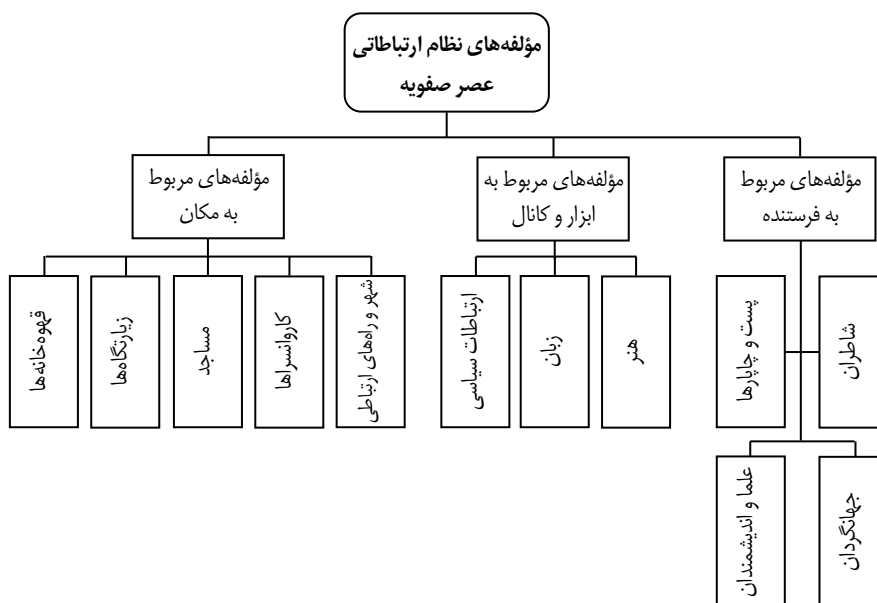 مؤلفه‌های نظام ارتباطاتی
عصر صفویه
مؤلفه‌های مربوط
به فرستنده
مؤلفه‌های مربوط به
ابزار و کانال
مؤلفه‌های مربوط
به مکان
شاطران
پست و چاپارها
جهانگردان
علما و اندیشمندان
هنر
زبان
ارتباطات سیاسی
شهر و راه‌های ارتباطی
کاروانسراها
مساجد
زیارتگاه‌ها
قهوه‌خانه‌ها